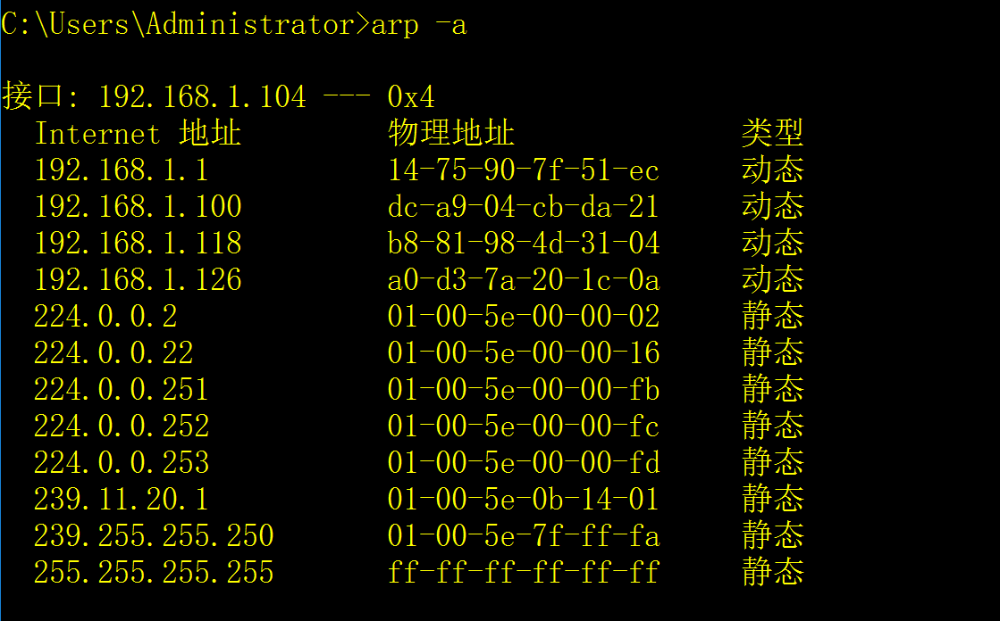 C:\Users\Administrator>arp -a
接口: 192.168.1.104 --- 0x4
Internet 地址 物理地址 类型
192.168.1.1 14-75-90-7f-51-ec 动态
192.168.1.100 dc-a9-04-cb-da-21 动态
192.168.1.118 b8-81-98-4d-31-04 动态
192.168.1.126 a0-d3-7a-20-1c-0a 动态
224.0.0.2 01-00-5e-00-00-02 静态
224.0.0.22 01-00-5e-00-00-16 静态
224.0.0.251 01-00-5e-00-00-fb 静态
224.0.0.252 01-00-5e-00-00-fc 静态
224.0.0.253 01-00-5e-00-00-fd 静态
239.11.20.1 01-00-5e-0b-14-01 静态
239.255.255.250 01-00-5e-7f-ff-fa 静态
255.255.255.255 ff-ff-ff-ff-ff-ff 静态